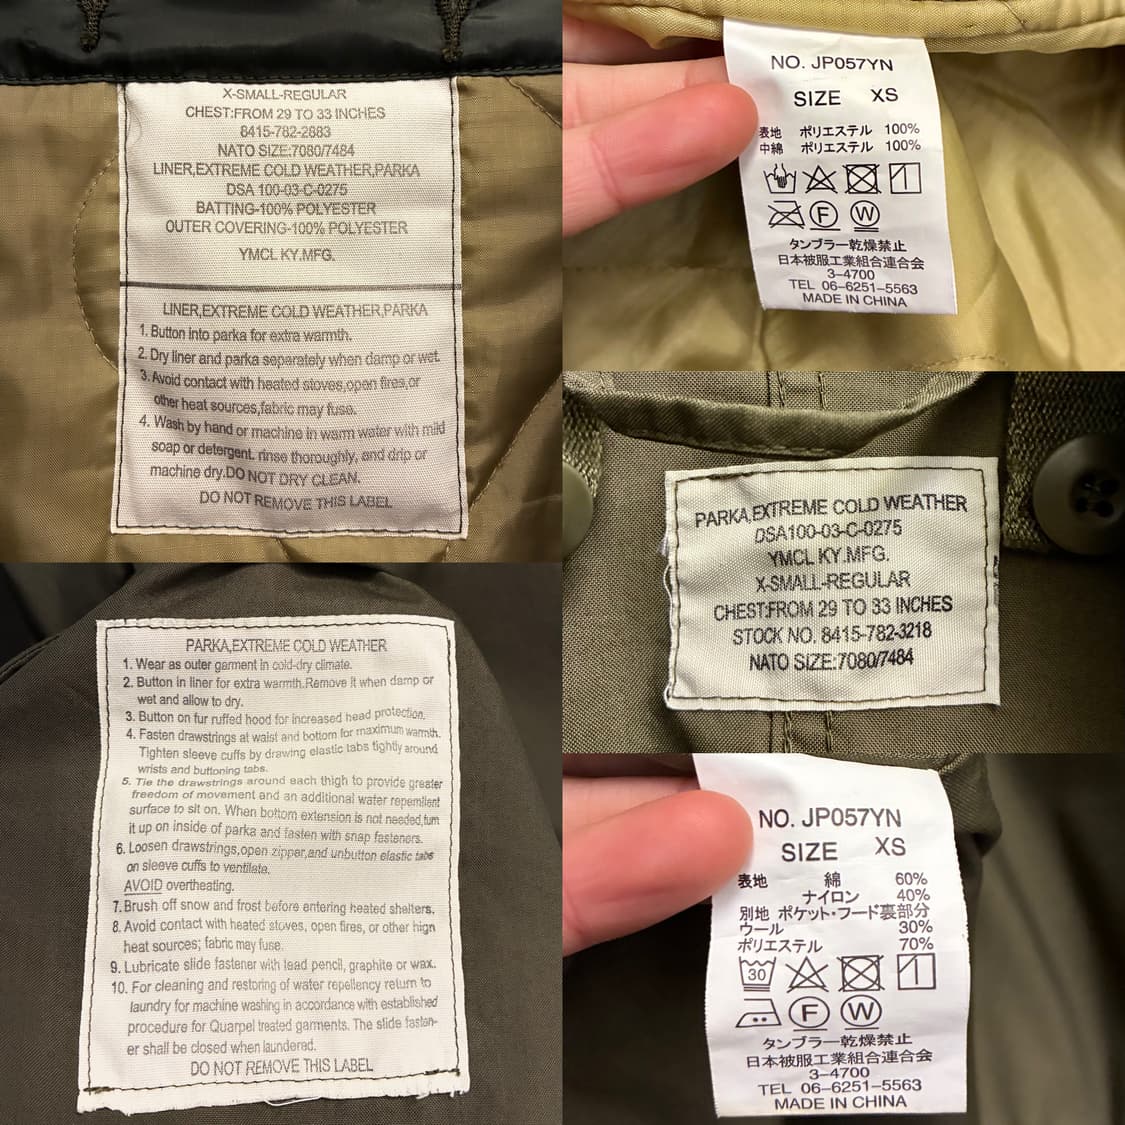 X-SMALL-REGULAR
CHEST:FROM 29 TO 33 INCHES
8415-782-2883
NATO SIZE:7080/7484
LINER,EXTREME COLD WEATHER,PARKA
DSA 100-03-C-0275
BATTING-100% POLYESTER
OUTER COVERING-100% POLYESTER
YMCL KY.MFG.
LINER,EXTREME COLD WEATHER,PARKA
1. Button into parka for extra warmth.
2. Dry liner and parka separately when damp or wet.
3. Avoid contact with heated stoves,open fires,or
other heat sources,fabric may fuse.
4. Wash by hand or machine in warm water with mild
soap or detergent. rinse thoroughly, and drip or
machine dry.DO NOT DRY CLEAN.
DO NOT REMOVE THIS LABEL
NO. JP057YN
SIZE XS
表地 ポリエステル 100%
中綿 ポリエステル 100%
F W
タンブラー乾燥禁止
日本被服工業組合連合会
3-4700
TEL 06-6251-5563
MADE IN CHINA
PARKA,EXTREME COLD WEATHER
DSA100-03-C-0275
YMCL KY.MFG.
X-SMALL-REGULAR
CHEST:FROM 29 TO 33 INCHES
STOCK NO. 8415-782-3218
NATO SIZE:7080/7484
PARKA,EXTREME COLD WEATHER
1. Wear as outer garment in cold-dry climate.
2. Button in liner for extra warmth.Remove it when damp or
wet and allow to dry.
3. Button on fur ruffed hood for increased head protection.
4. Fasten drawstrings at waist and bottom for maximum warmth.
Tighten sleeve cuffs by drawing elastic tabs tightly around
wrists and buttoning tabs.
5. Tie the drawstrings around each thigh to provide greater
freedom of movement and an additional water repemllent
surface to sit on. When bottom extension is not needed,turn
it up on inside of parka and fasten with snap fasteners.
6. Loosen drawstrings,open zipper,and unbutton elastic tabs
on sleeve cuffs to ventilate.
AVOID overheating.
7. Brush off snow and frost before entering heated shelters.
8. Avoid contact with heated stoves, open fires, or other hign
heat sources; fabric may fuse.
9. Lubricate slide fastener with lead pencil, graphite or wax.
10. For cleaning and restoring of water repellency return to
laundry for machine washing in accordance with established
procedure for Quarpel treated garments. The slide fasten-
er shall be closed when laundered.
DO NOT REMOVE THIS LABEL
NO. JP057YN
SIZE XS
表地 綿 60%
ナイロン 40%
別地 ポケット・フード裏部分
ウール 30%
ポリエステル 70%
30
F W
タンブラー乾燥禁止
日本被服工業組合連合会
3-4700
TEL 06-6251-5563
MADE IN CHINA